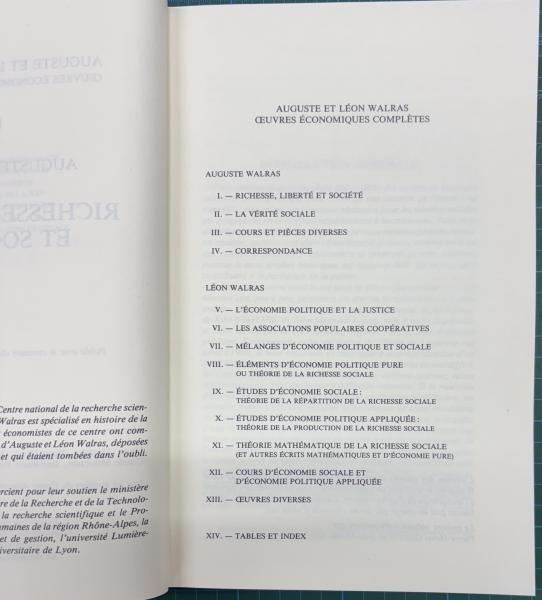 Centre national de la recherche scien-
Walras est spécialisé en histoire de la
économistes de ce centre ont com-
d'Auguste et Léon Walras, déposées
et qui étaient tombées dans l'oubli.
rcient pour leur soutien le ministère
re de la Recherche et de la Technolo-
la recherche scientifique et le Pro-
umaines de la région Rhône-Alpes, la
et de gestion, l'université Lumière-
iversitaire de Lyon.
AUGUSTE ET LÉON WALRAS
ŒUVRES ÉCONOMIQUES COMPLÈTES
AUGUSTE WALRAS
I. — RICHESSE, LIBERTÉ ET SOCIÉTÉ
II. — LA VÉRITÉ SOCIALE
III. — COURS ET PIÈCES DIVERSES
IV. — CORRESPONDANCE
LÉON WALRAS
V. — L'ÉCONOMIE POLITIQUE ET LA JUSTICE
VI. — LES ASSOCIATIONS POPULAIRES COOPÉRATIVES
VII. — MÉLANGES D'ÉCONOMIE POLITIQUE ET SOCIALE
VIII. — ÉLÉMENTS D'ÉCONOMIE POLITIQUE PURE
OU THÉORIE DE LA RICHESSE SOCIALE
IX. — ÉTUDES D'ÉCONOMIE SOCIALE :
THÉORIE DE LA RÉPARTITION DE LA RICHESSE SOCIALE
X. — ÉTUDES D'ÉCONOMIE POLITIQUE APPLIQUÉE :
THÉORIE DE LA PRODUCTION DE LA RICHESSE SOCIALE
XI. — THÉORIE MATHÉMATIQUE DE LA RICHESSE SOCIALE
(ET AUTRES ÉCRITS MATHÉMATIQUES ET D'ÉCONOMIE PURE)
XII. — COURS D'ÉCONOMIE SOCIALE ET
D'ÉCONOMIE POLITIQUE APPLIQUÉE
XIII. — ŒUVRES DIVERSES
XIV. — TABLES ET INDEX